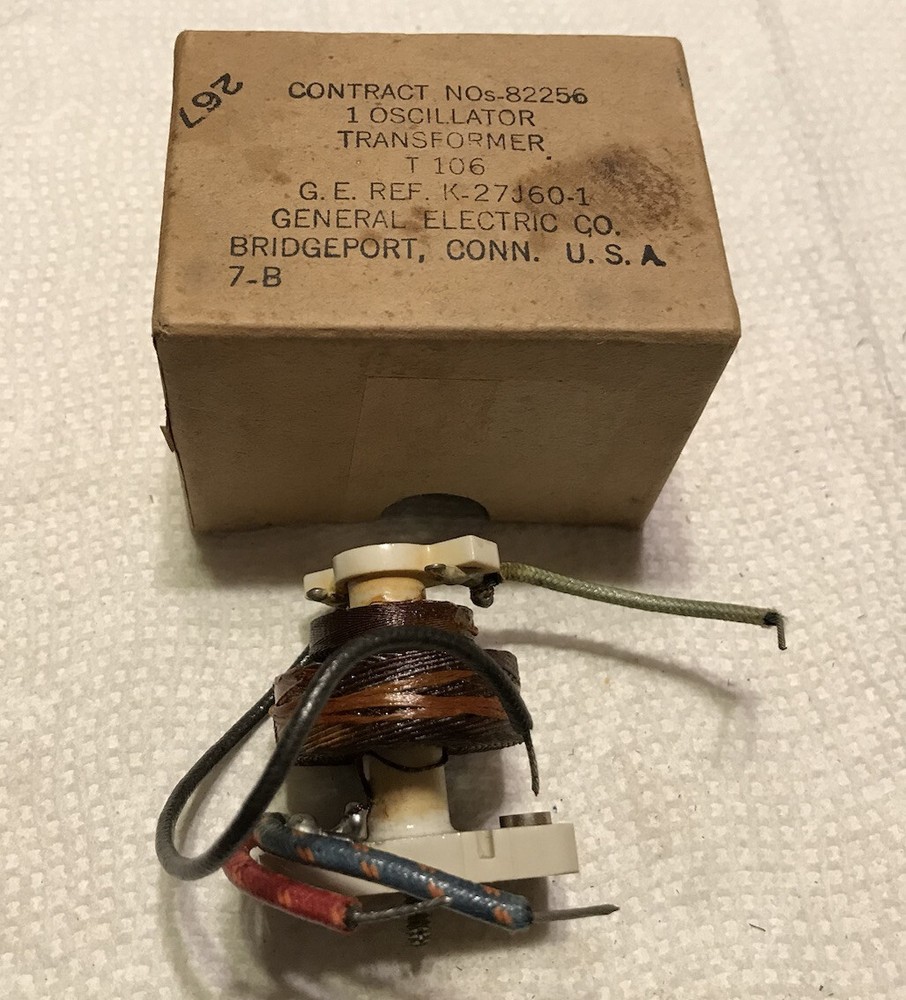 267
CONTRACT NOs-82256
1 OSCILLATOR
TRANSFORMER
T 106
G. E. REF. K-27J60-1
GENERAL ELECTRIC CO.
BRIDGEPORT, CONN. U. S. A
7-B